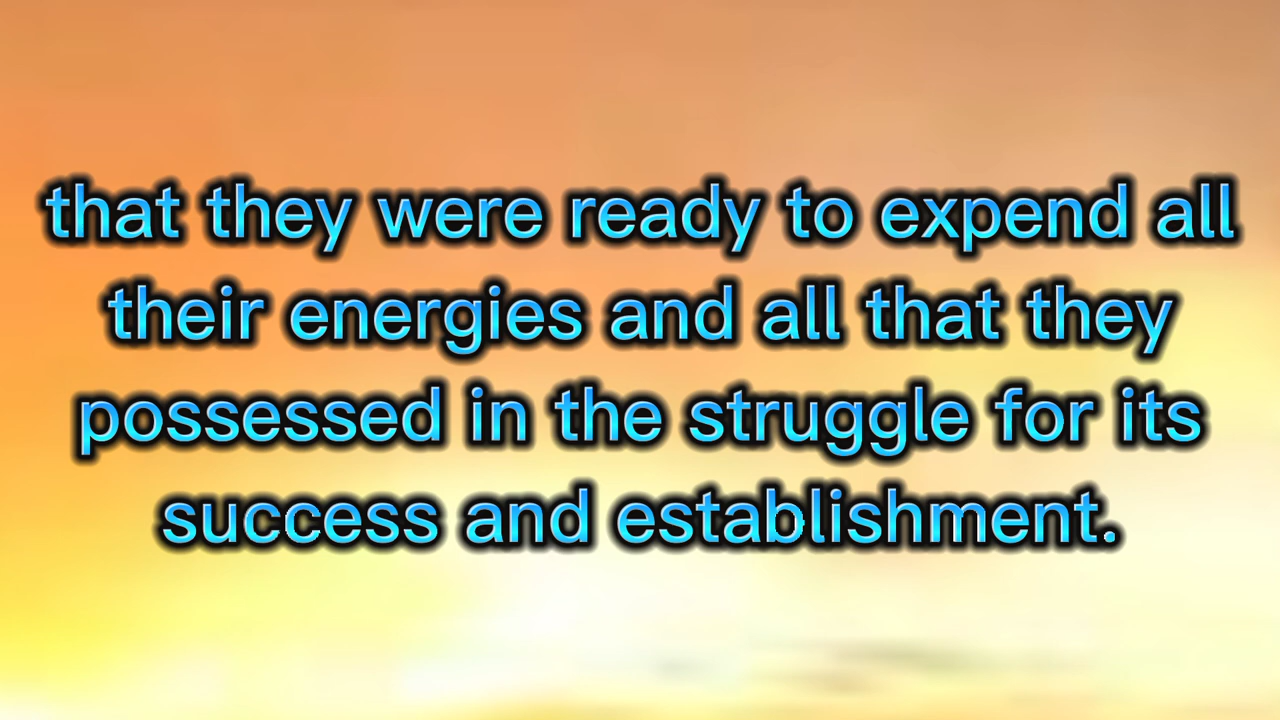 that they were ready to expend all
their energies and all that they
possessed in the struggle for its
success and establishment.